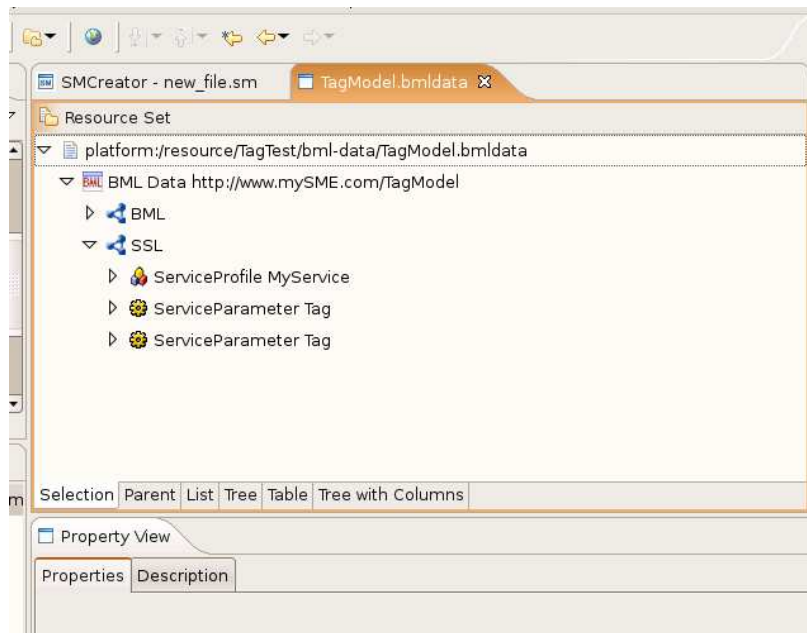 SMCreator - new_file.sm
TagModel.bmldata
Resource Set
platform:/resource/TagTest/bml-data/TagModel.bmldata
BML BML Data http://www.mySME.com/TagModel
BML
SSL
ServiceProfile MyService
ServiceParameter Tag
ServiceParameter Tag
m
Selection Parent List Tree Table Tree with Columns
Property View
Properties Description